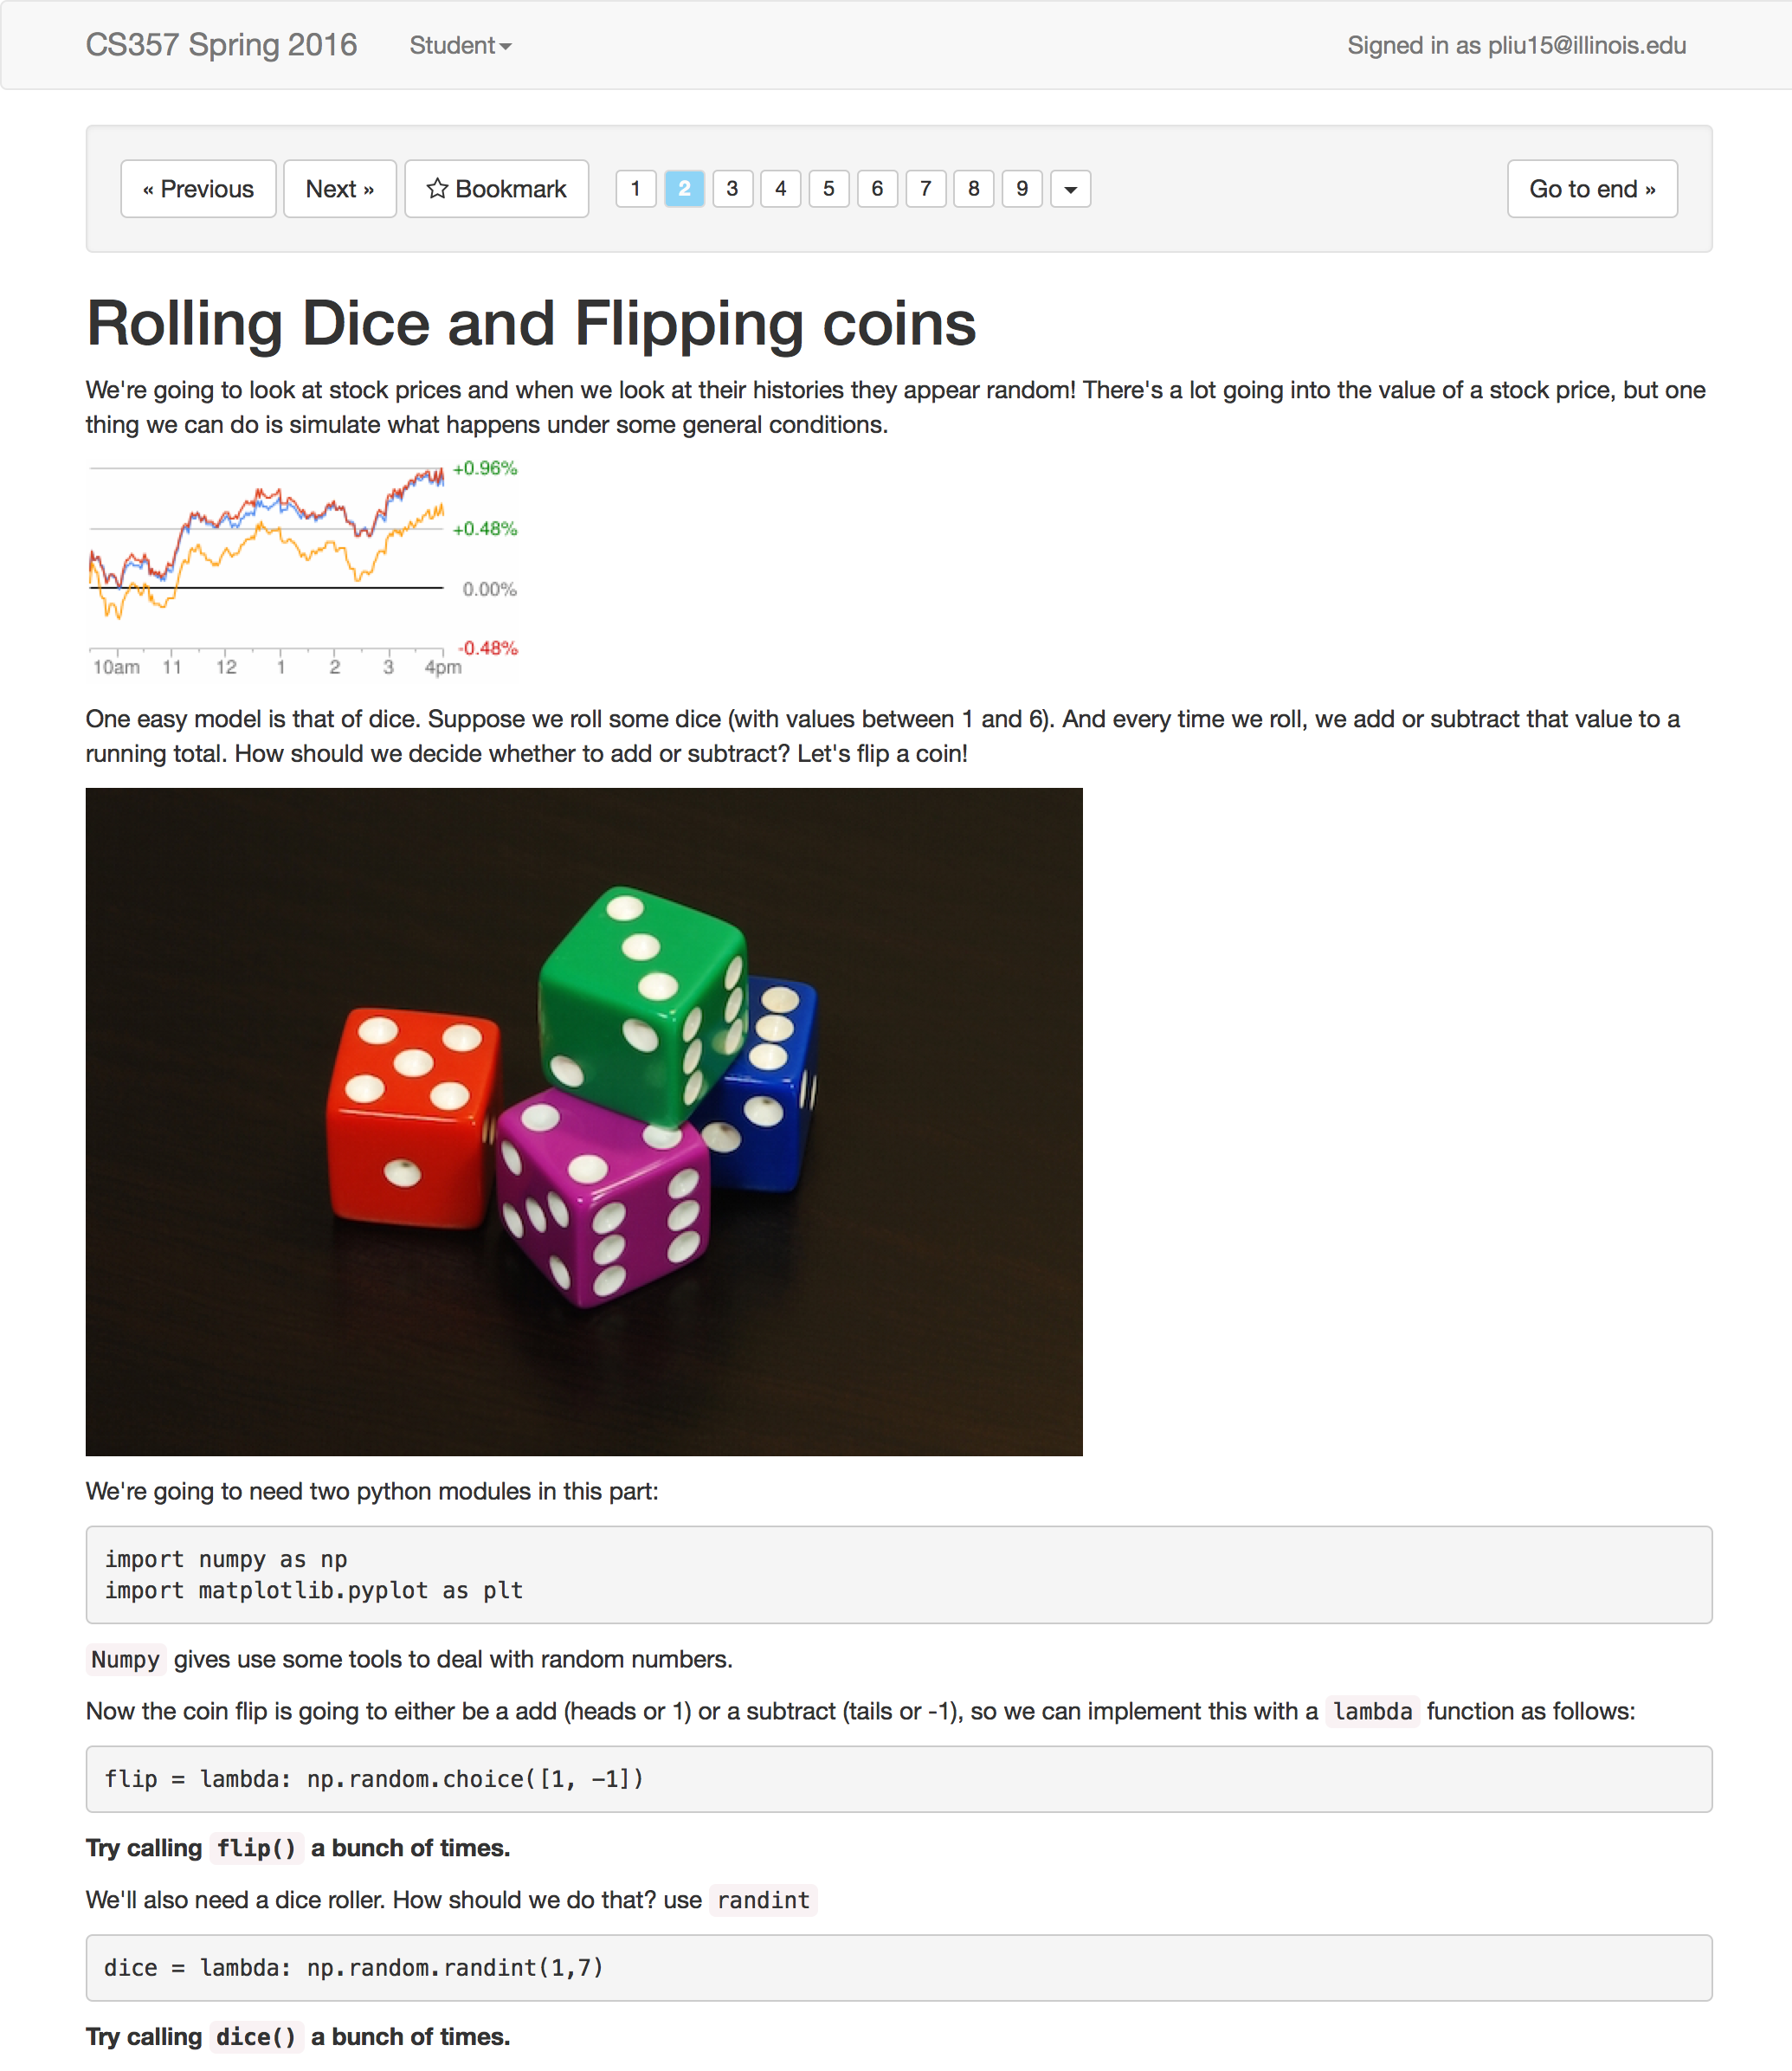 CS357 Spring 2016 Student Signed in as pliu15@illinois.edu
« Previous Next » Bookmark 1 2 3 4 5 6 7 8 9 Go to end »
Rolling Dice and Flipping coins
We're going to look at stock prices and when we look at their histories they appear random! There's a lot going into the value of a stock price, but one
thing we can do is simulate what happens under some general conditions.
+0.96%
+0.48%
0.00%
-0.48%
10am 11 12 1 2 3 4pm
One easy model is that of dice. Suppose we roll some dice (with values between 1 and 6). And every time we roll, we add or subtract that value to a
running total. How should we decide whether to add or subtract? Let's flip a coin!
We're going to need two python modules in this part:
import numpy as np
import matplotlib.pyplot as plt
Numpy gives use some tools to deal with random numbers.
Now the coin flip is going to either be a add (heads or 1) or a subtract (tails or -1), so we can implement this with a lambda function as follows:
flip = lambda: np.random.choice([1, -1])
Try calling flip() a bunch of times.
We'll also need a dice roller. How should we do that? use randint
dice = lambda: np.random.randint(1,7)
Try calling dice() a bunch of times.